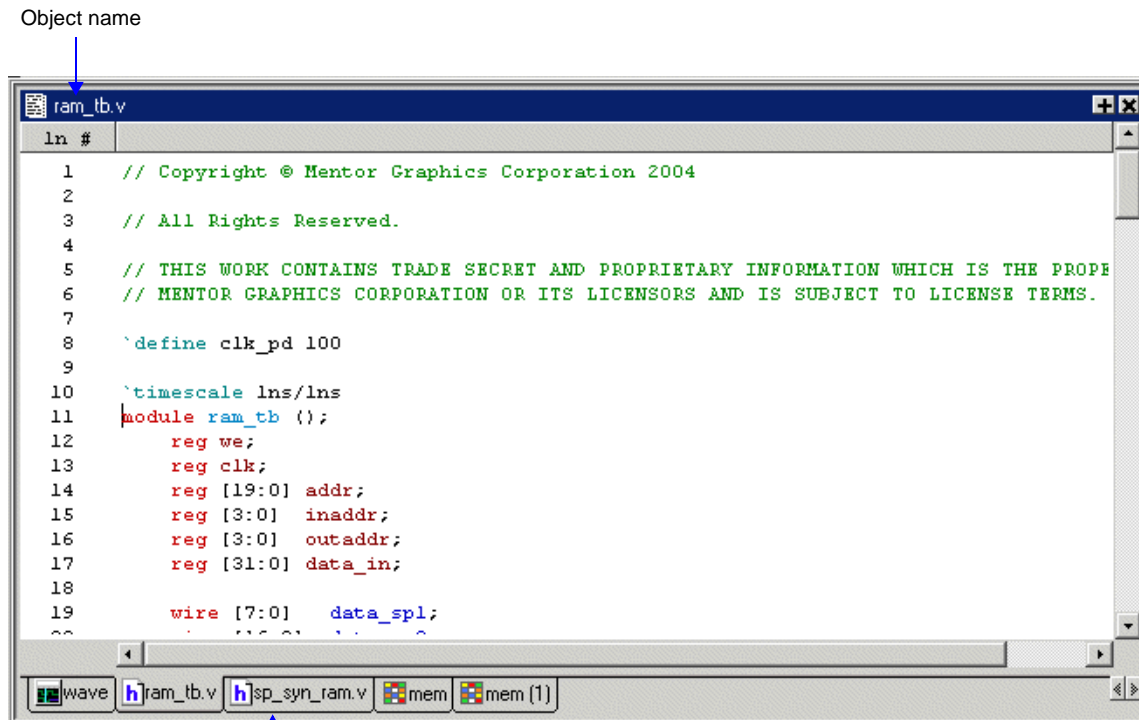 Object name
ram_tb.v
ln #
1 // Copyright © Mentor Graphics Corporation 2004
2
3 // All Rights Reserved.
4
5 // THIS WORK CONTAINS TRADE SECRET AND PROPRIETARY INFORMATION WHICH IS THE PROPE
6 // MENTOR GRAPHICS CORPORATION OR ITS LICENSORS AND IS SUBJECT TO LICENSE TERMS.
7
8 `define clk_pd 100
9
10 `timescale 1ns/1ns
11 module ram_tb ();
12 reg we;
13 reg clk;
14 reg [19:0] addr;
15 reg [3:0] inaddr;
16 reg [3:0] outaddr;
17 reg [31:0] data_in;
18
19 wire [7:0] data_sp1;
wave ram_tb.v sp_syn_ram.v mem mem (1)